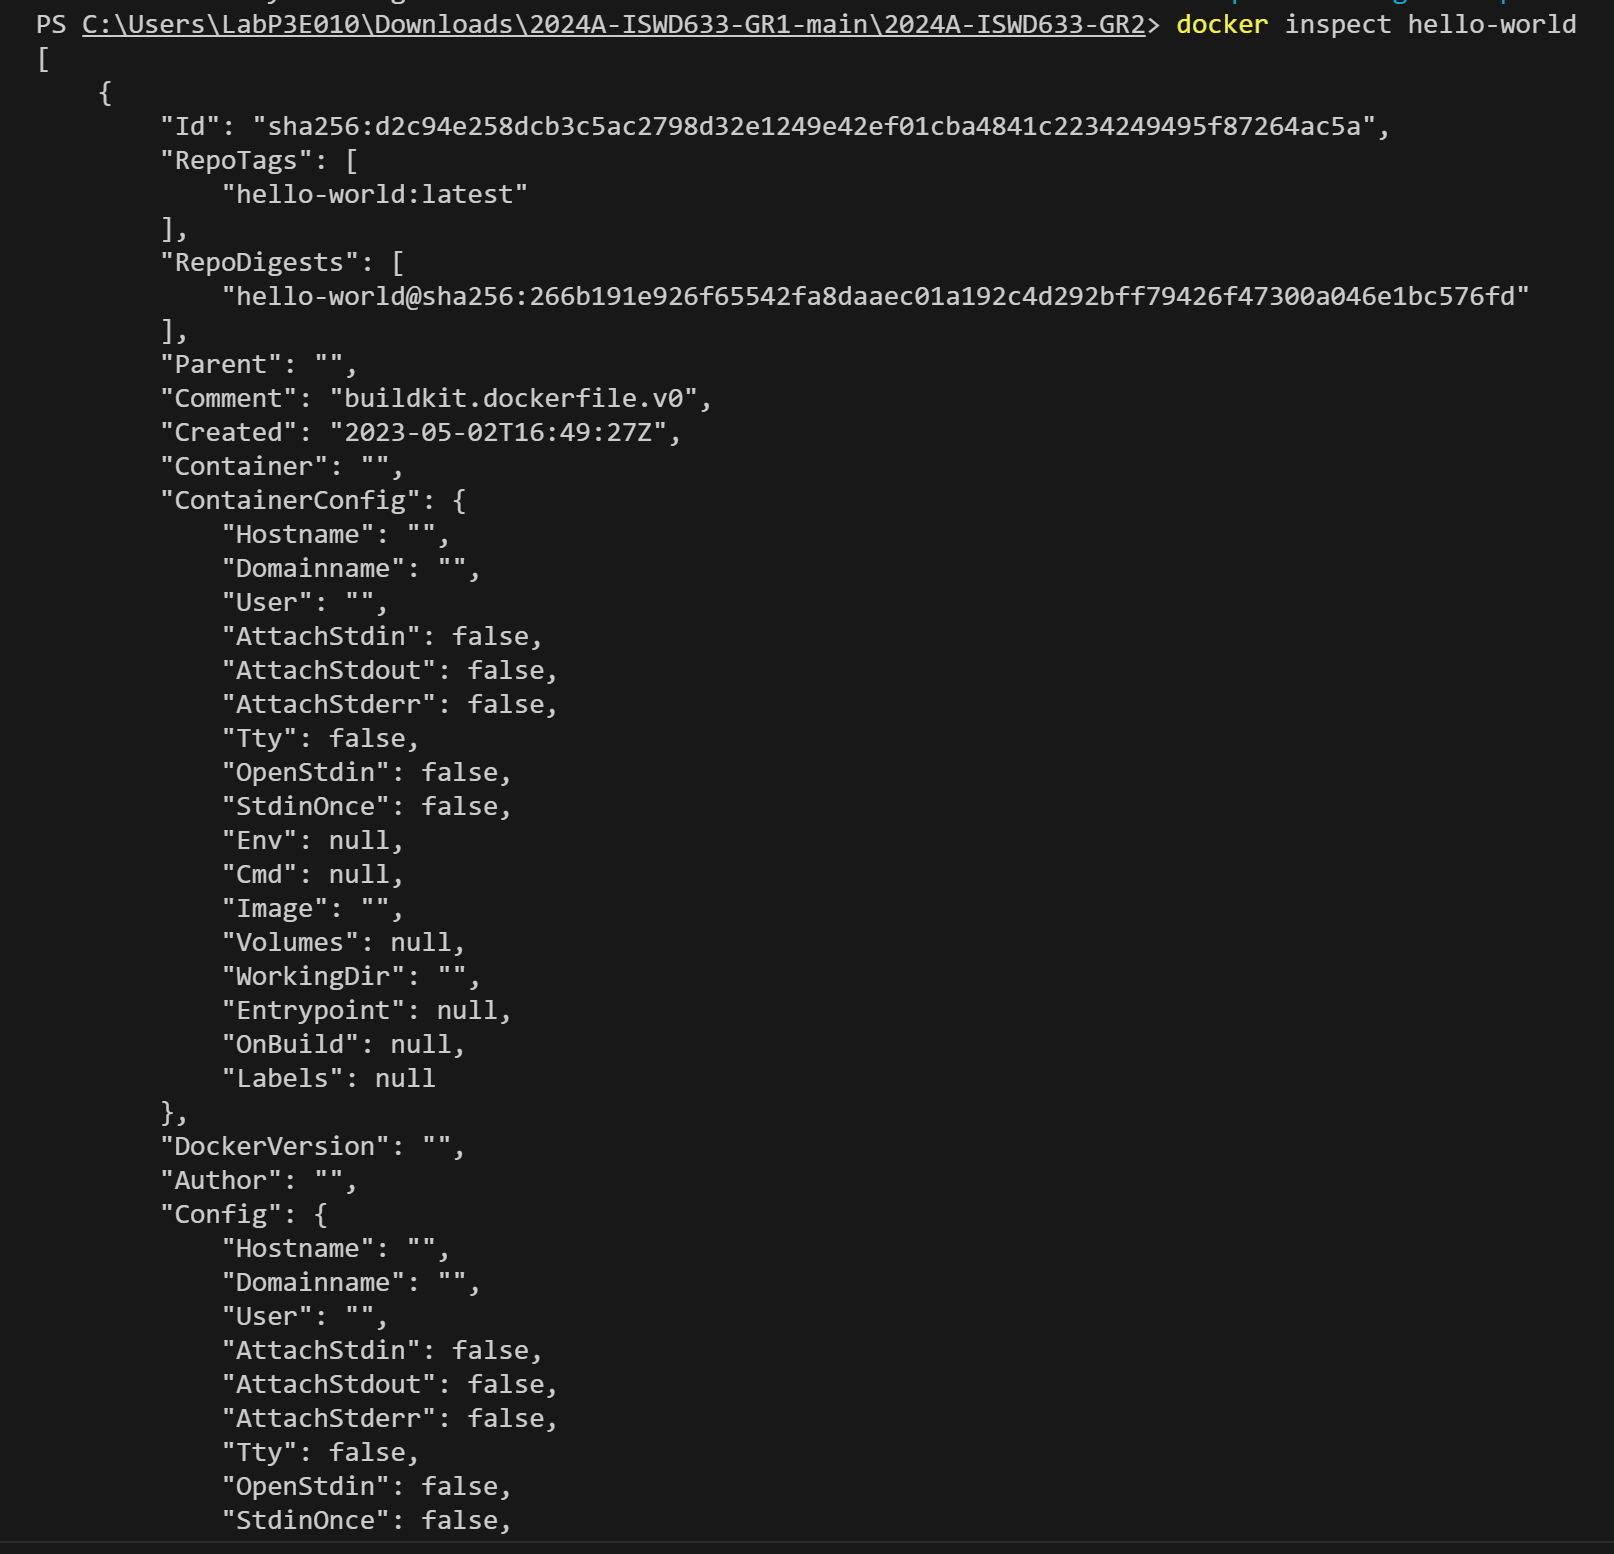 PS C:\Users\LabP3E010\Downloads\2024A-ISWD633-GR1-main\2024A-ISWD633-GR2> docker inspect hello-world
[
    {
        "Id": "sha256:d2c94e258dcb3c5ac2798d32e1249e42ef01cba4841c2234249495f87264ac5a",
        "RepoTags": [
            "hello-world:latest"
        ],
        "RepoDigests": [
            "hello-world@sha256:266b191e926f65542fa8daaec01a192c4d292bff79426f47300a046e1bc576fd"
        ],
        "Parent": "",
        "Comment": "buildkit.dockerfile.v0",
        "Created": "2023-05-02T16:49:27Z",
        "Container": "",
        "ContainerConfig": {
            "Hostname": "",
            "Domainname": "",
            "User": "",
            "AttachStdin": false,
            "AttachStdout": false,
            "AttachStderr": false,
            "Tty": false,
            "OpenStdin": false,
            "StdinOnce": false,
            "Env": null,
            "Cmd": null,
            "Image": "",
            "Volumes": null,
            "WorkingDir": "",
            "Entrypoint": null,
            "OnBuild": null,
            "Labels": null
        },
        "DockerVersion": "",
        "Author": "",
        "Config": {
            "Hostname": "",
            "Domainname": "",
            "User": "",
            "AttachStdin": false,
            "AttachStdout": false,
            "AttachStderr": false,
            "Tty": false,
            "OpenStdin": false,
            "StdinOnce": false,